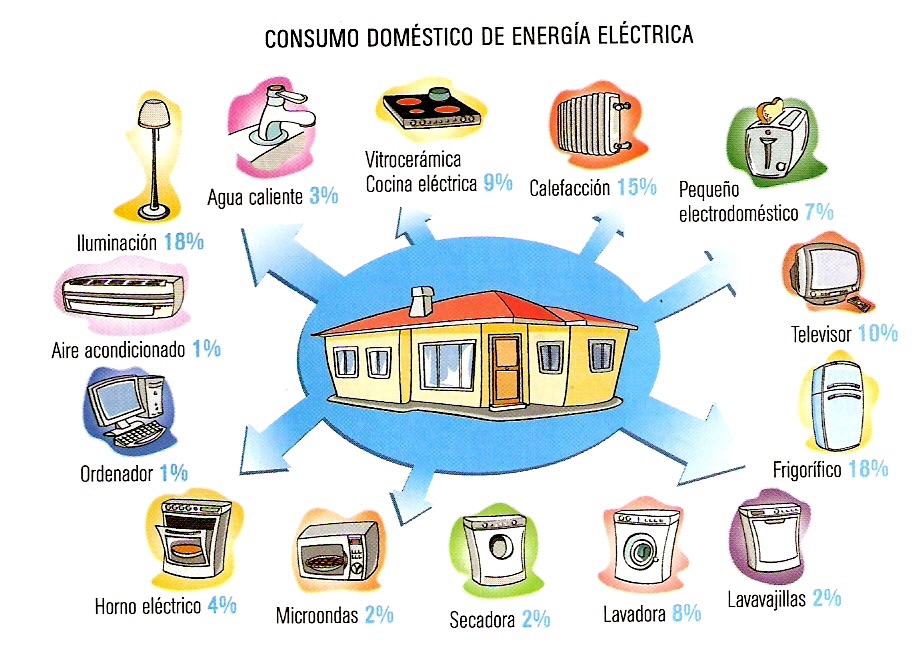 CONSUMO DOMÉSTICO DE ENERGÍA ELÉCTRICA
Iluminación 18%
Agua caliente 3%
Vitrocerámica
Cocina eléctrica 9%
Calefacción 15%
Pequeño
electrodoméstico 7%
Aire acondicionado 1%
Televisor 10%
Ordenador 1%
Frigorífico 18%
Horno eléctrico 4%
Microondas 2%
Secadora 2%
Lavadora 8%
Lavavajillas 2%